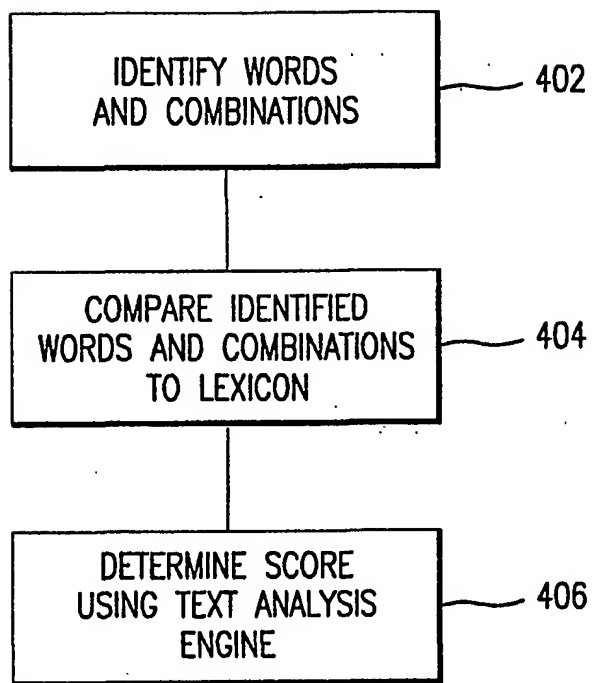 IDENTIFY WORDS
AND COMBINATIONS
402
COMPARE IDENTIFIED
WORDS AND COMBINATIONS
TO LEXICON
404
DETERMINE SCORE
USING TEXT ANALYSIS
ENGINE
406